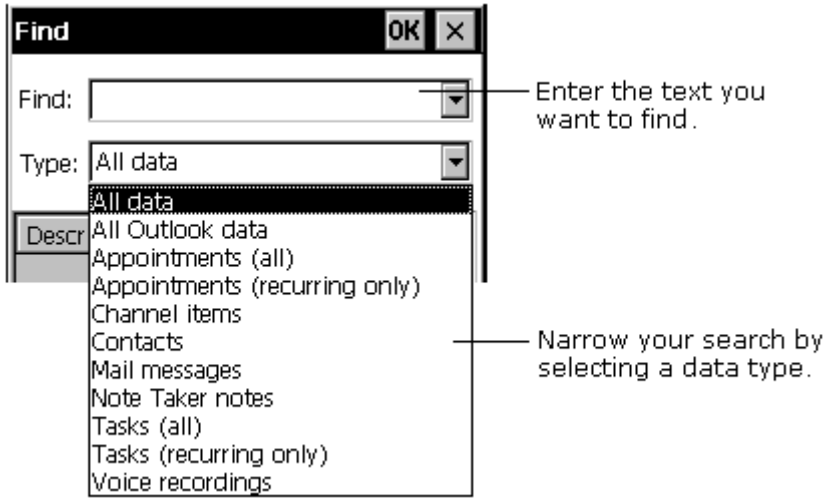 Find OK ×
Find:
Enter the text you
want to find.
Type: All data
All data
Descr All Outlook data
Appointments (all)
Appointments (recurring only)
Channel items
Contacts
Mail messages
Note Taker notes
Tasks (all)
Tasks (recurring only)
Voice recordings
Narrow your search by
selecting a data type.